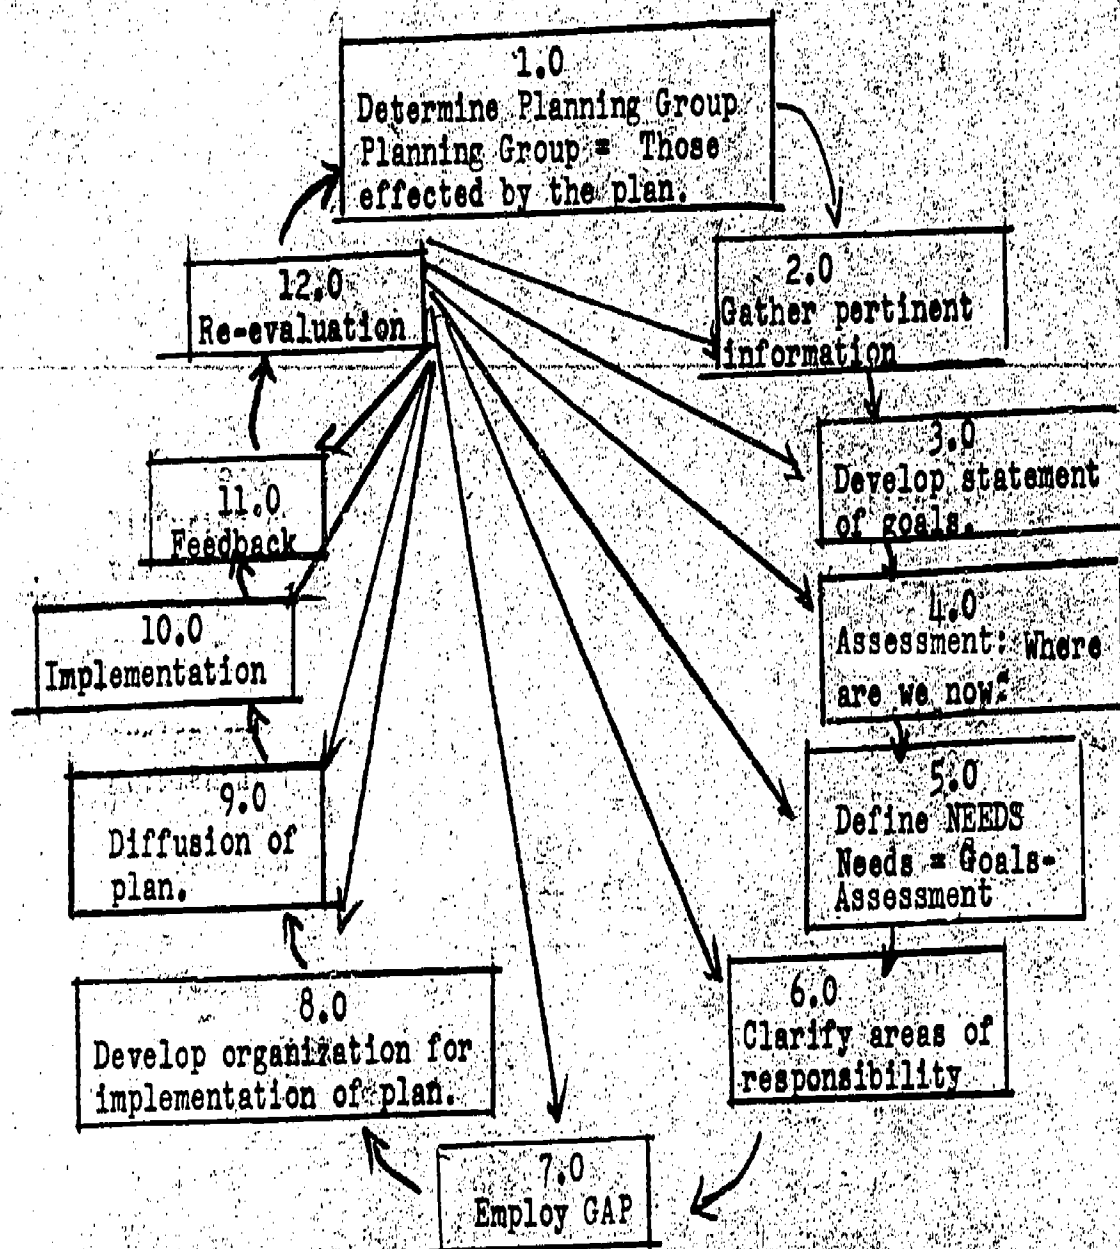 1.0
Determine Planning Group
Planning Group = Those
effected by the plan.
2.0
Gather pertinent
information
3.0
Develop statement
of goals.
4.0
Assessment: Where
are we now?
5.0
Define NEEDS
Needs = Goals-
Assessment
6.0
Clarify areas of
responsibility
7.0
Employ GAP
8.0
Develop organization for
implementation of plan.
9.0
Diffusion of
plan.
10.0
Implementation
11.0
Feedback
12.0
Re-evaluation